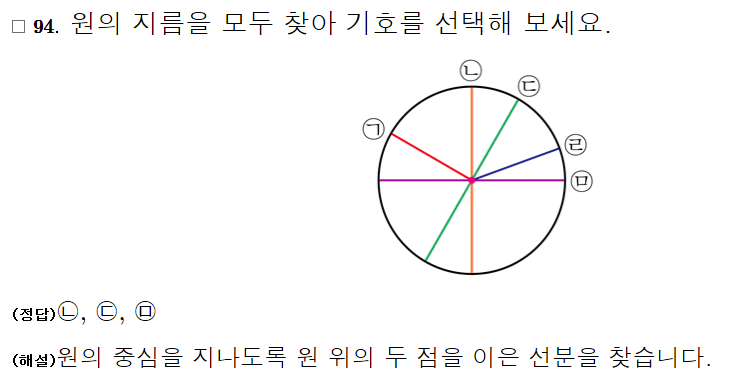 □ 94. 원의 지름을 모두 찾아 기호를 선택해 보세요.
㉡
㉢
㉠
㉣
㉤
(정답)㉡, ㉢, ㉤
(해설)원의 중심을 지나도록 원 위의 두 점을 이은 선분을 찾습니다.